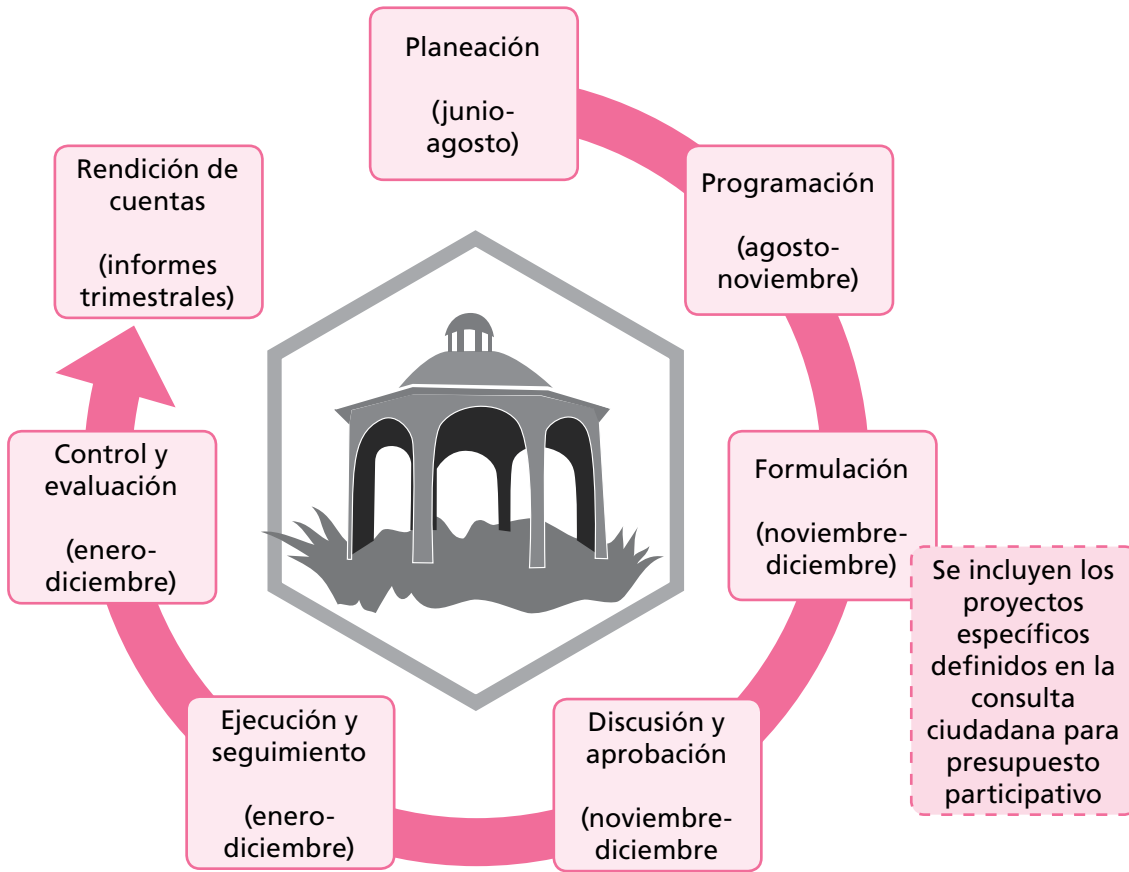 Planeación
(junio-
agosto)
Programación
(agosto-
noviembre)
Formulación
(noviembre-
diciembre)
Se incluyen los
proyectos
específicos
definidos en la
consulta
ciudadana para
presupuesto
participativo
Discusión y
aprobación
(noviembre-
diciembre
Ejecución y
seguimiento
(enero-
diciembre)
Control y
evaluación
(enero-
diciembre)
Rendición de
cuentas
(informes
trimestrales)